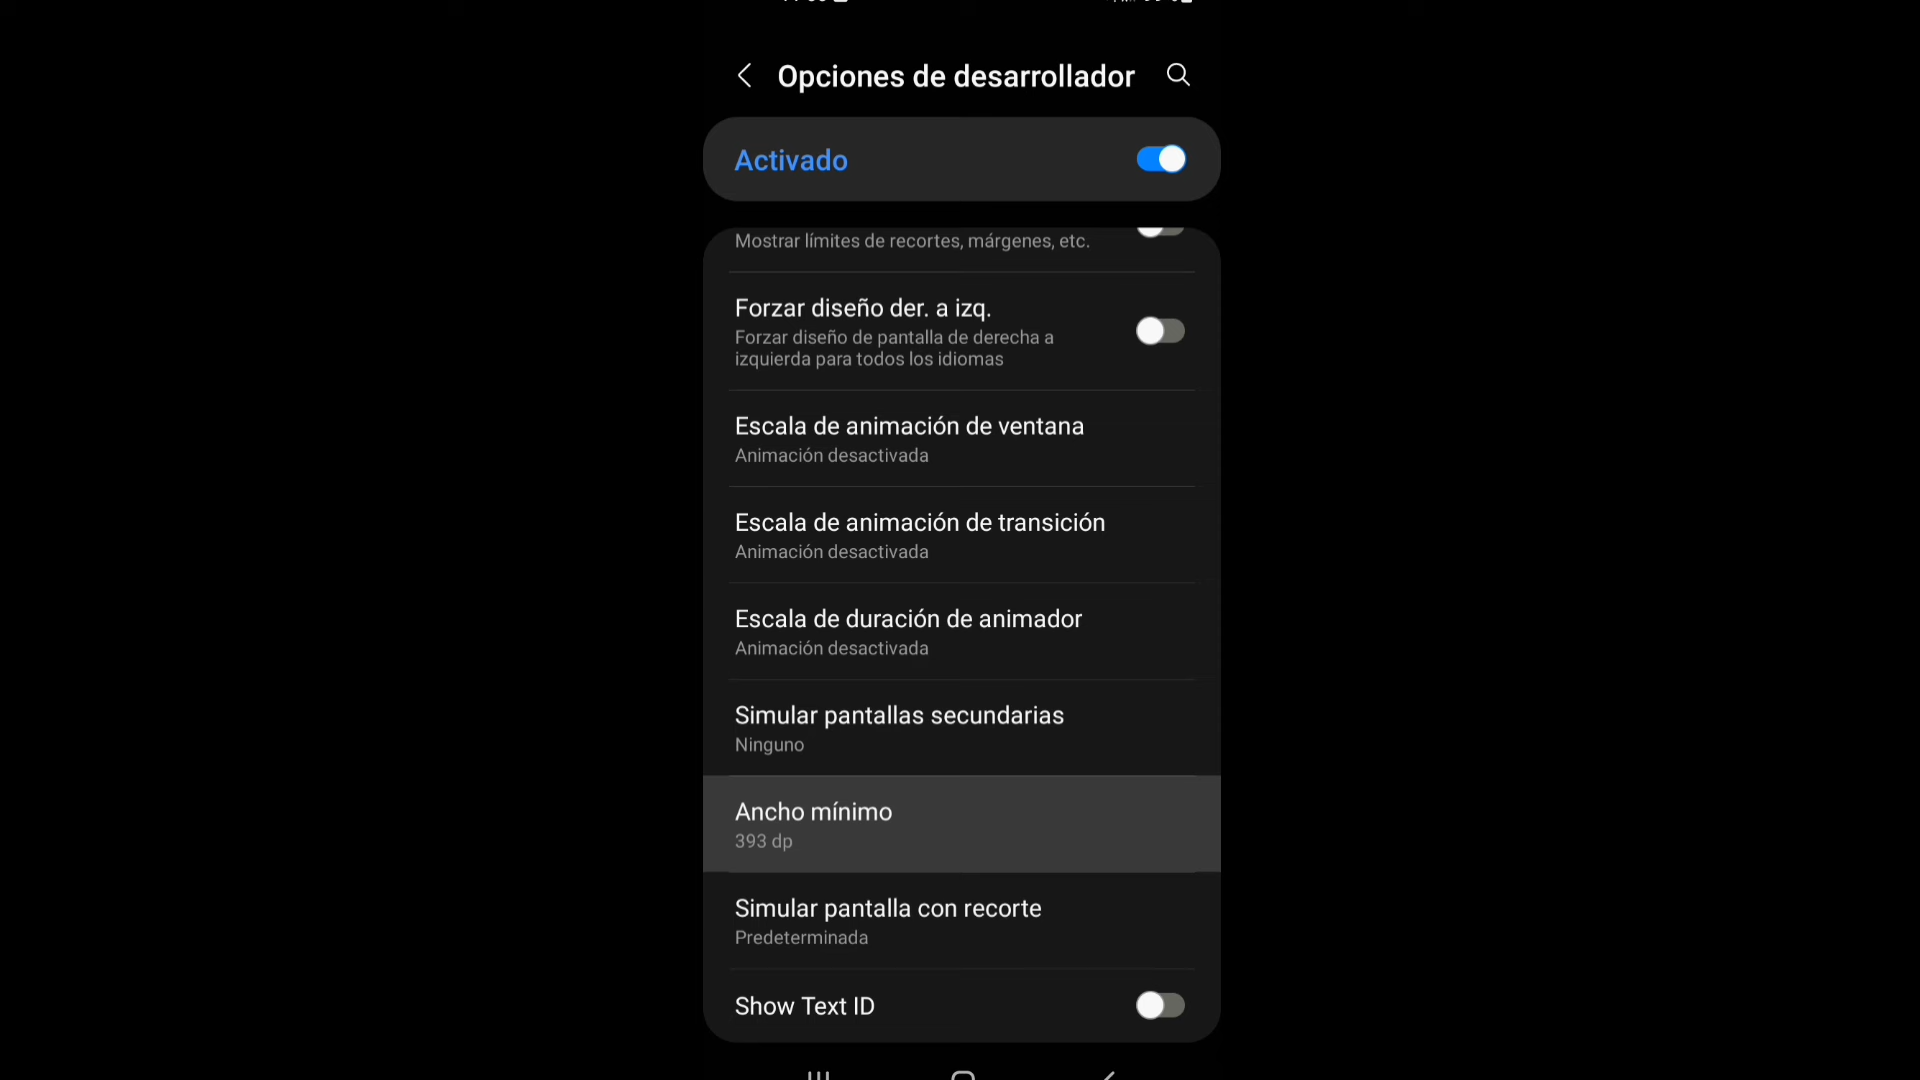 Opciones de desarrollador
Activado
Mostrar límites de recortes, márgenes, etc.
Forzar diseño der. a izq.
Forzar diseño de pantalla de derecha a
izquierda para todos los idiomas
Escala de animación de ventana
Animación desactivada
Escala de animación de transición
Animación desactivada
Escala de duración de animador
Animación desactivada
Simular pantallas secundarias
Ninguno
Ancho mínimo
393 dp
Simular pantalla con recorte
Predeterminada
Show Text ID